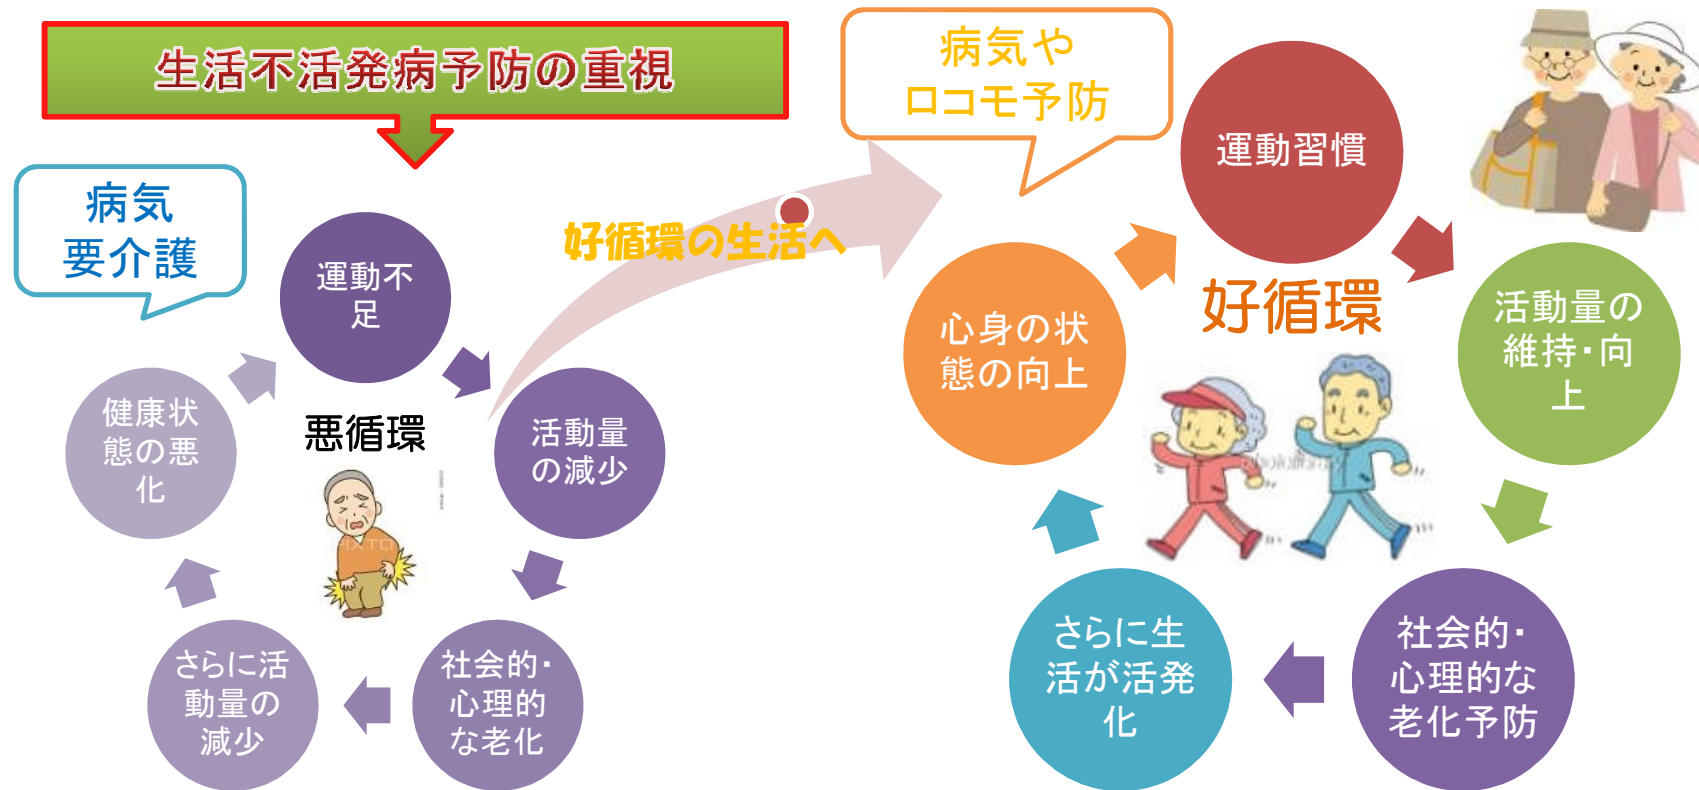 生活不活発病予防の重視
病気
要介護
運動不
足
活動量
の減少
社会的・
心理的
な老化
さらに活
動量の
減少
健康状
態の悪
化
悪循環
好循環の生活へ
病気や
ロコモ予防
運動習慣
活動量の
維持・向
上
社会的・
心理的な
老化予防
さらに生
活が活発
化
心身の状
態の向上
好循環